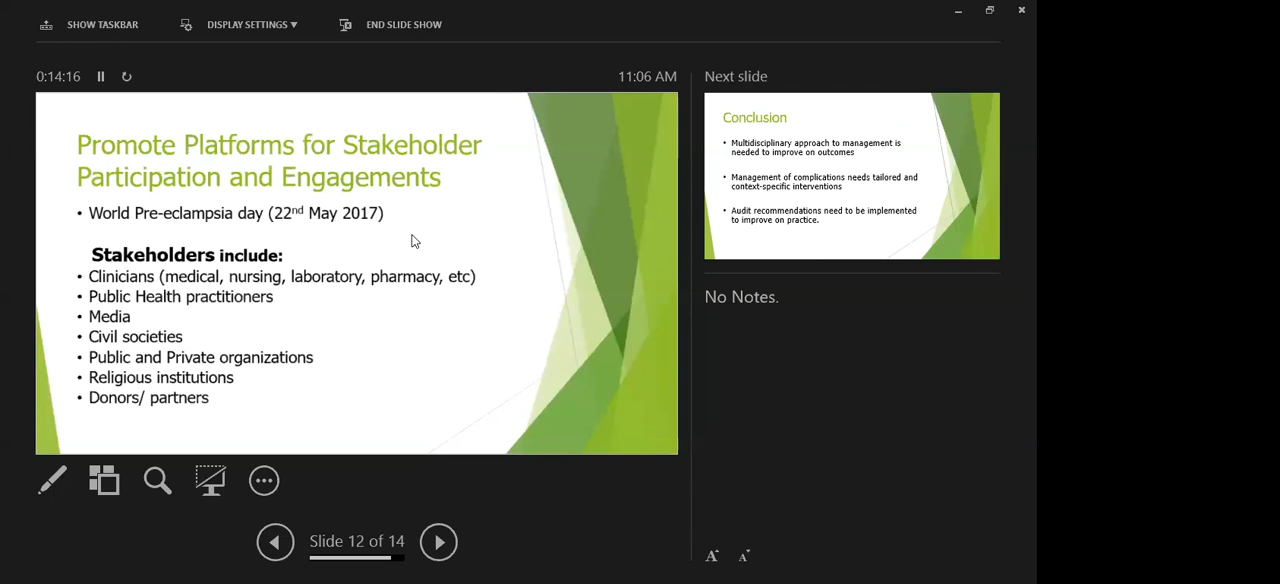 SHOW TASKBAR
DISPLAY SETTINGS ▼
END SLIDE SHOW
0:14:16
11:06 AM
Promote Platforms for Stakeholder
Participation and Engagements
• World Pre-eclampsia day (22nd May 2017)
Stakeholders include:
• Clinicians (medical, nursing, laboratory, pharmacy, etc)
• Public Health practitioners
• Media
• Civil societies
• Public and Private organizations
• Religious institutions
• Donors/ partners
Slide 12 of 14
Next slide
Conclusion
• Multidisciplinary approach to management is
needed to improve on outcomes
• Management of complications needs tailored and
context-specific interventions
• Audit recommendations need to be implemented
to improve on practice.
No Notes.
A A